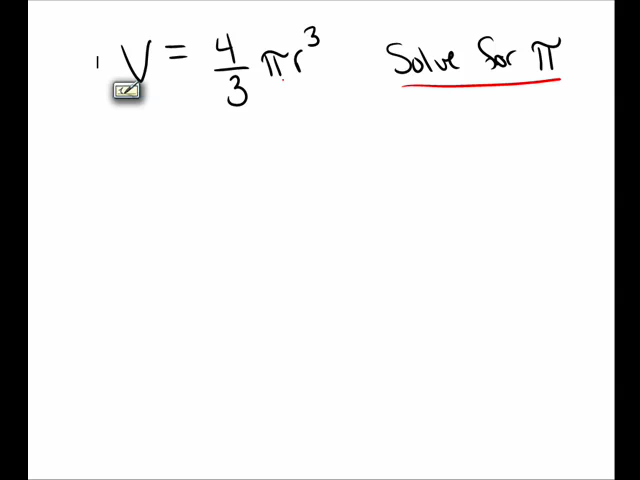 V = 4/3 πr³ Solve for π